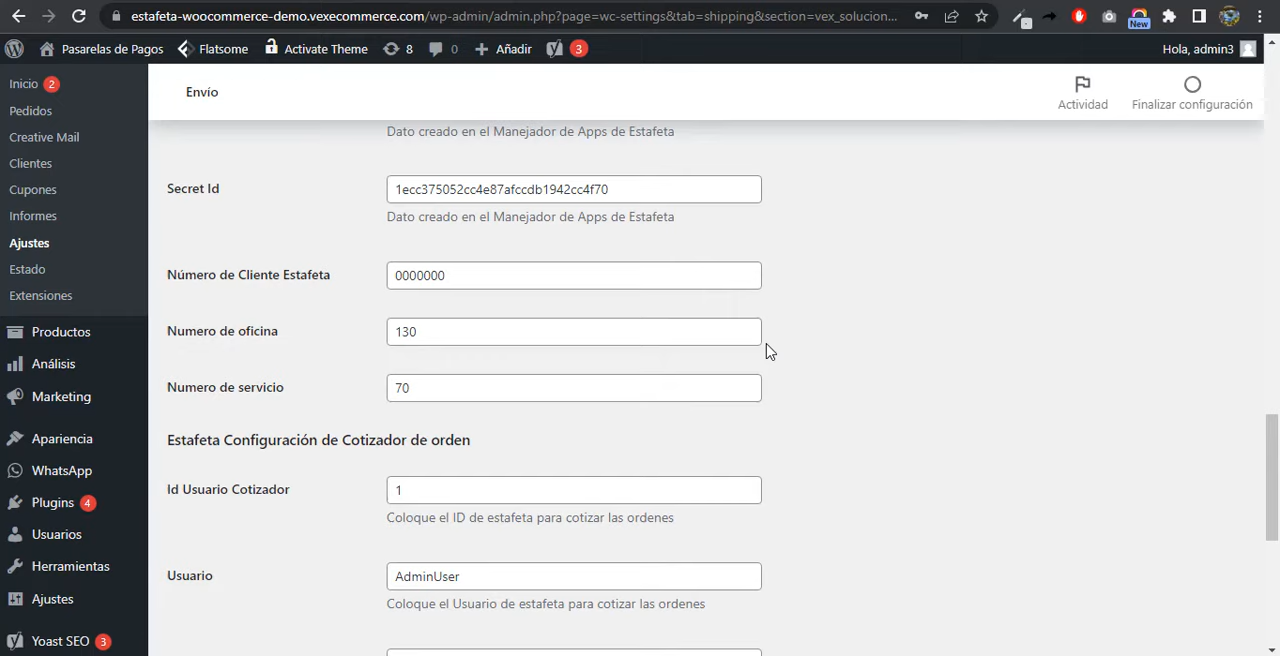 estafeta-woocommerce-demo.vexecommerce.com/wp-admin/admin.php?page=wc-settings&tab=shipping&section=vex_solucion...
New
Pasarelas de Pagos
Flatsome
Activate Theme
8
0
Añadir
3
Hola, admin3
Inicio 2
Pedidos
Creative Mail
Clientes
Cupones
Informes
Ajustes
Estado
Extensiones
Productos
Análisis
Marketing
Apariencia
WhatsApp
Plugins 4
Usuarios
Herramientas
Ajustes
Yoast SEO 3
Envío
Actividad
Finalizar configuración
Dato creado en el Manejador de Apps de Estafeta
Secret Id
1ecc375052cc4e87afccdb1942cc4f70
Dato creado en el Manejador de Apps de Estafeta
Número de Cliente Estafeta
0000000
Numero de oficina
130
Numero de servicio
70
Estafeta Configuración de Cotizador de orden
Id Usuario Cotizador
1
Coloque el ID de estafeta para cotizar las ordenes
Usuario
AdminUser
Coloque el Usuario de estafeta para cotizar las ordenes